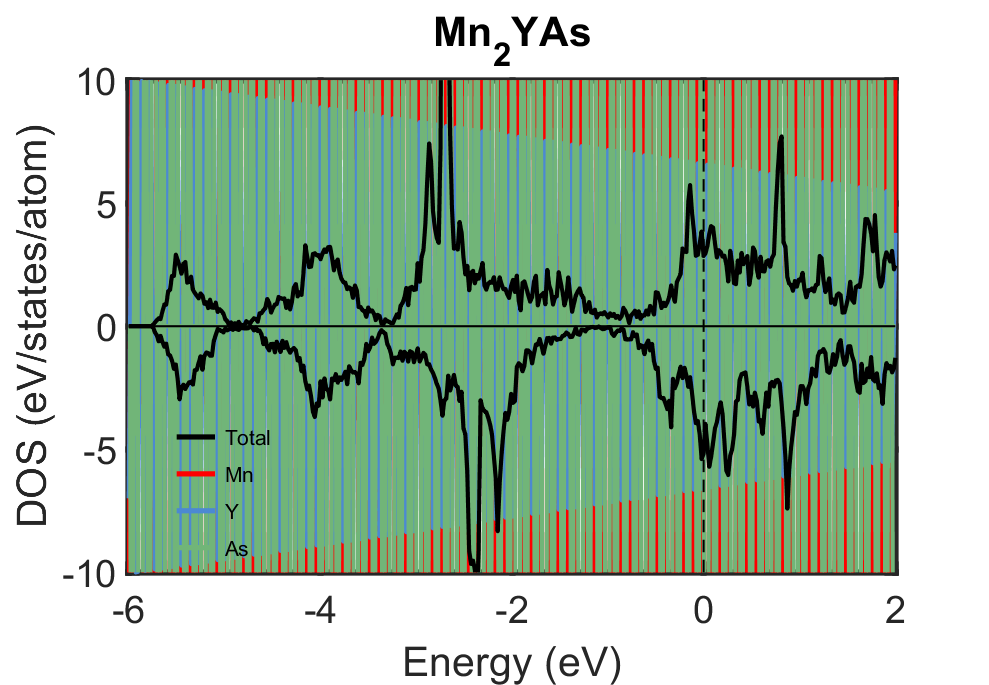 Mn2YAs
10
5
0
-5
-10
DOS (eV/states/atom)
Total
Mn
Y
As
-6 -4 -2 0 2
Energy (eV)